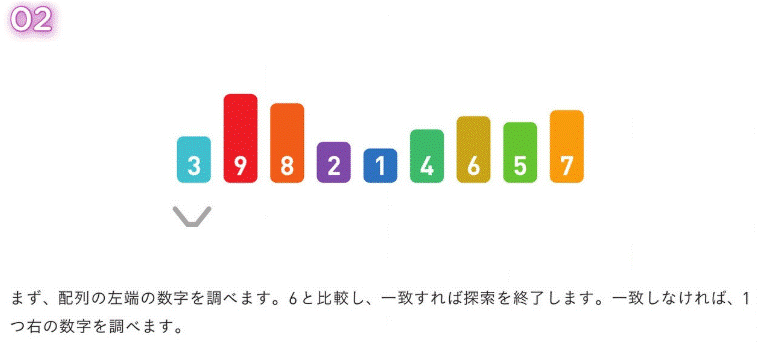 02
3 9 8 2 1 4 6 5 7
まず、配列の左端の数字を調べます。6と比較し、一致すれば探索を終了します。一致しなければ、1
つ右の数字を調べます。